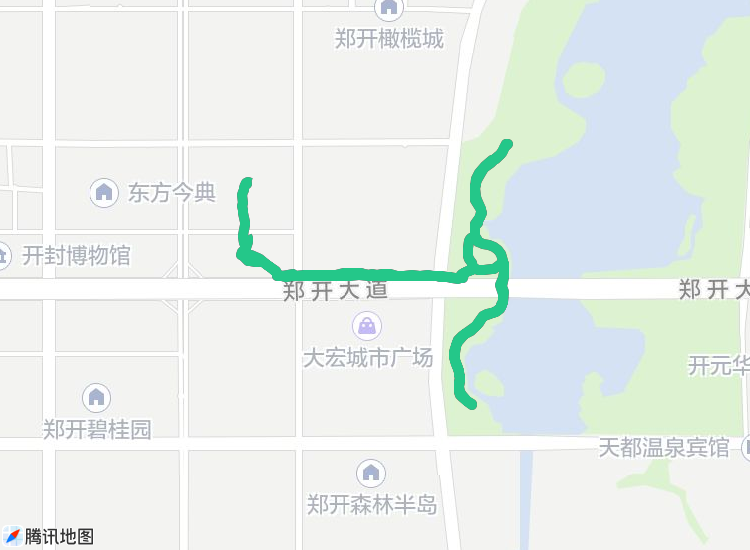 郑开橄榄城
东方今典
开封博物馆
郑开大道
郑开大
大宏城市广场
开元华
郑开碧桂园
天都温泉宾馆
郑开森林半岛
腾讯地图